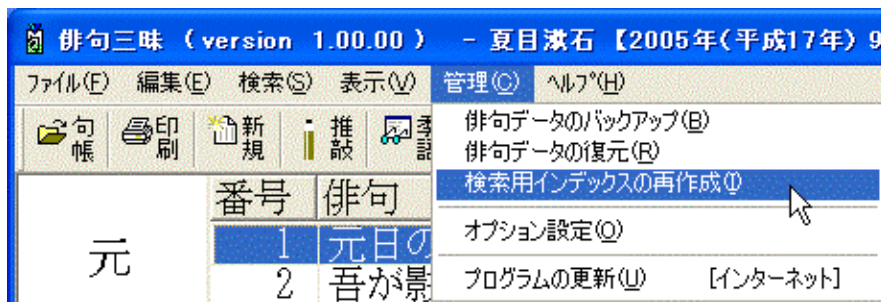 俳句三昧 ( version 1.00.00 ) - 夏目漱石 【2005年(平成17年) 9
ファイル(F) 編集(E) 検索(S) 表示(V) 管理(C) ヘルプ(H)
句帳 印刷 新規 推敲 季語
俳句データのバックアップ(B)
俳句データの復元(R)
検索用インデックスの再作成(I)
オプション設定(O)
プログラムの更新(U) [インターネット]
番号 俳句
1 元日の
2 吾が影
元